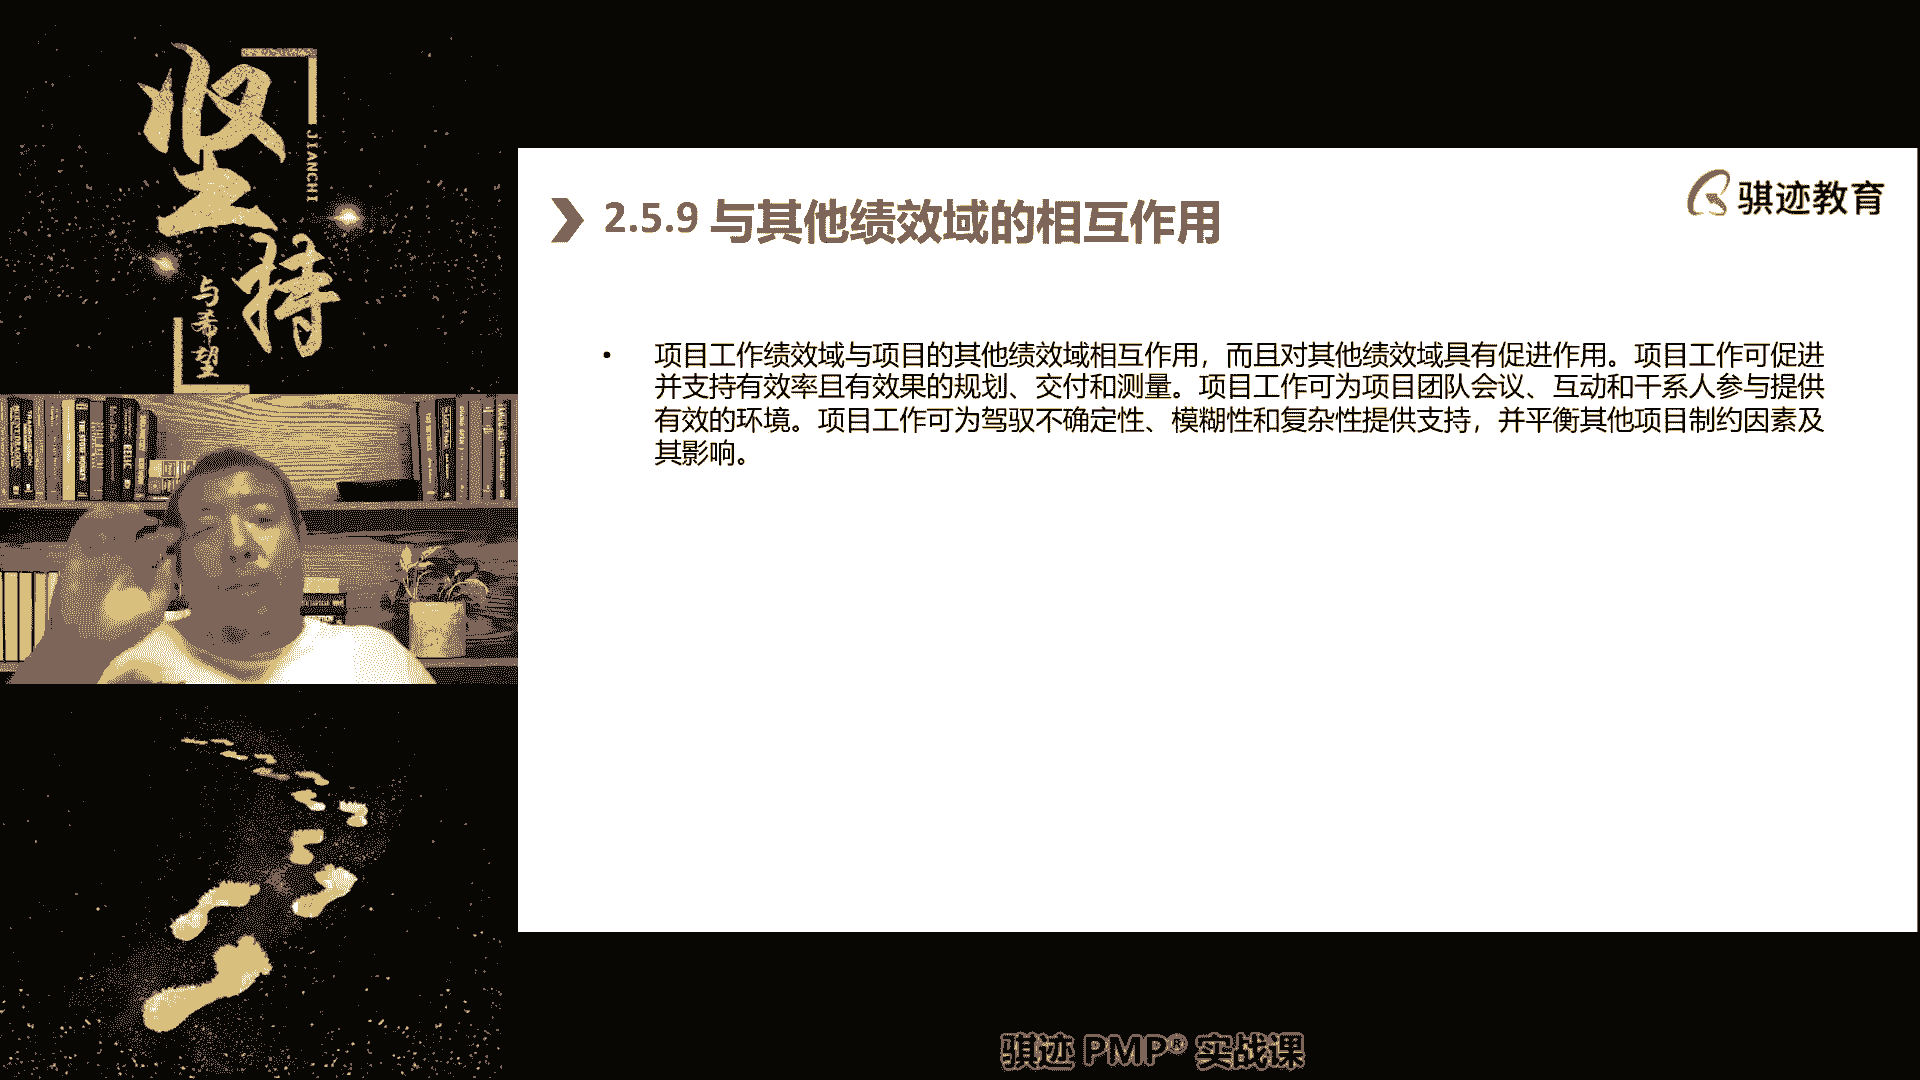 坚持
JIANCHI
与希望
骐迹教育
2.5.9 与其他绩效域的相互作用
• 项目工作绩效域与项目的其他绩效域相互作用，而且对其他绩效域具有促进作用。项目工作可促进
并支持有效率且有效果的规划、交付和测量。项目工作可为项目团队会议、互动和干系人参与提供
有效的环境。项目工作可为驾驭不确定性、模糊性和复杂性提供支持，并平衡其他项目制约因素及
其影响。
骐迹 PMP® 实战课